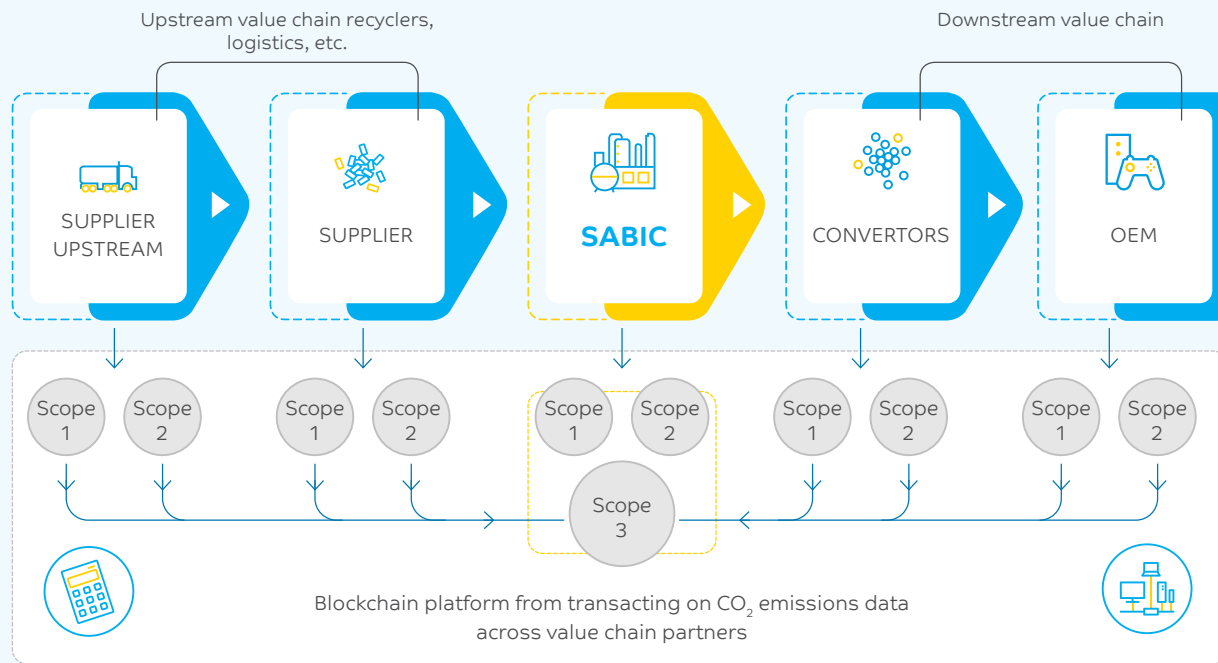 Upstream value chain recyclers,
logistics, etc.
Downstream value chain
SUPPLIER
UPSTREAM
SUPPLIER
SABIC
CONVERTORS
OEM
Scope
1
Scope
2
Scope
1
Scope
2
Scope
1
Scope
2
Scope
1
Scope
2
Scope
1
Scope
2
Scope
3
Blockchain platform from transacting on CO₂ emissions data
across value chain partners